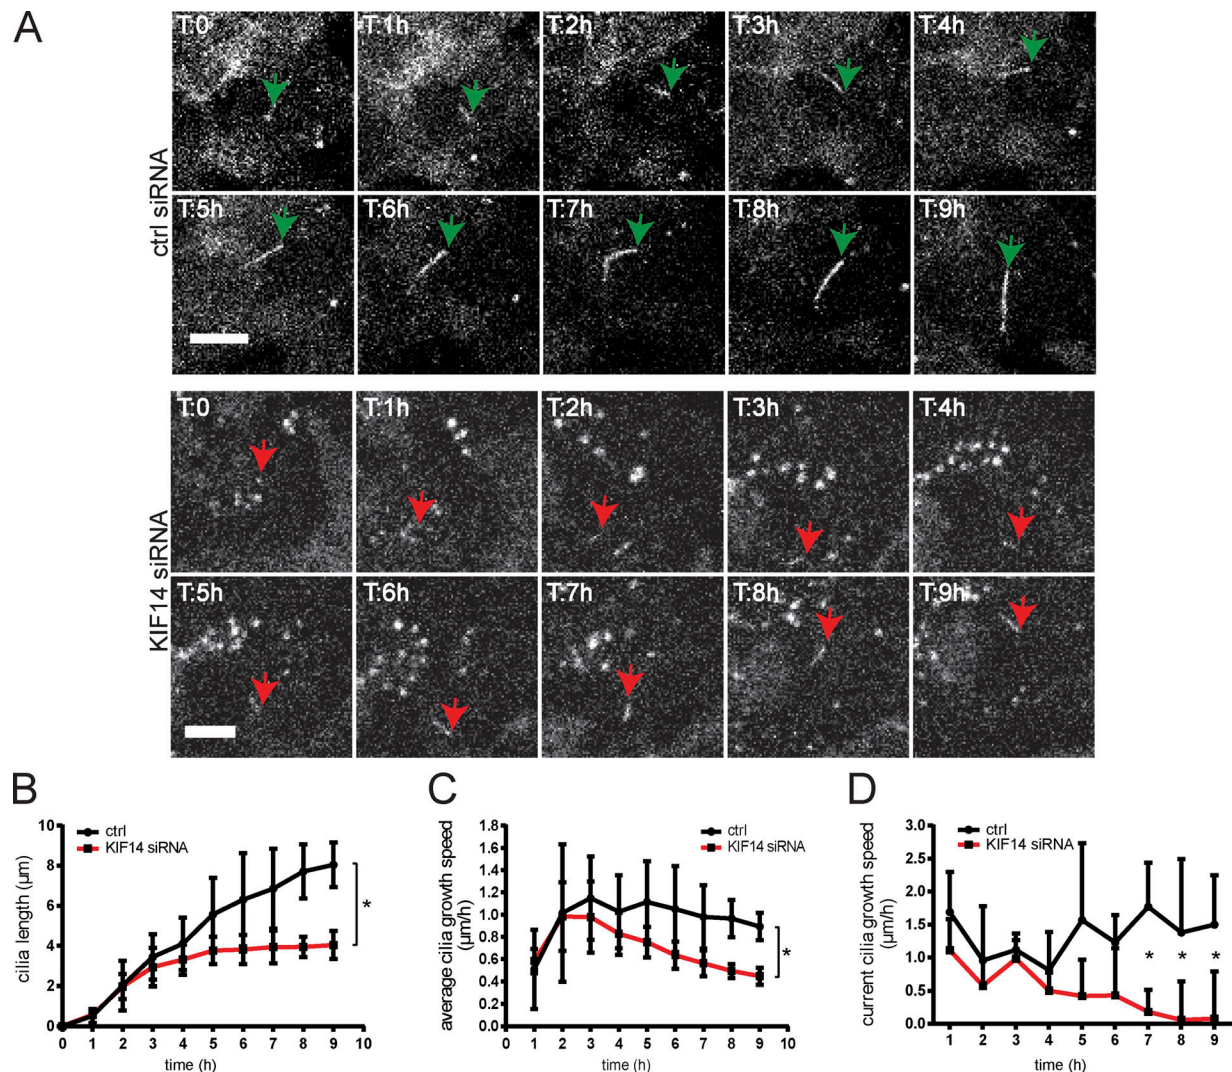 A
ctrl siRNA
T:0 T:1h T:2h T:3h T:4h
T:5h T:6h T:7h T:8h T:9h
KIF14 siRNA
T:0 T:1h T:2h T:3h T:4h
T:5h T:6h T:7h T:8h T:9h
B
ctrl
KIF14 siRNA
cilia length (µm)
10
8
6
4
2
0
*
0 1 2 3 4 5 6 7 8 9 10
time (h)
C
ctrl
KIF14 siRNA
average cilia growth speed
(µm/h)
1.8
1.6
1.4
1.2
1.0
0.8
0.6
0.4
0.2
0.0
*
0 1 2 3 4 5 6 7 8 9 10
time (h)
D
ctrl
KIF14 siRNA
current cilia growth speed
(µm/h)
3.0
2.5
2.0
1.5
1.0
0.5
0.0
* * *
1 2 3 4 5 6 7 8 9
time (h)